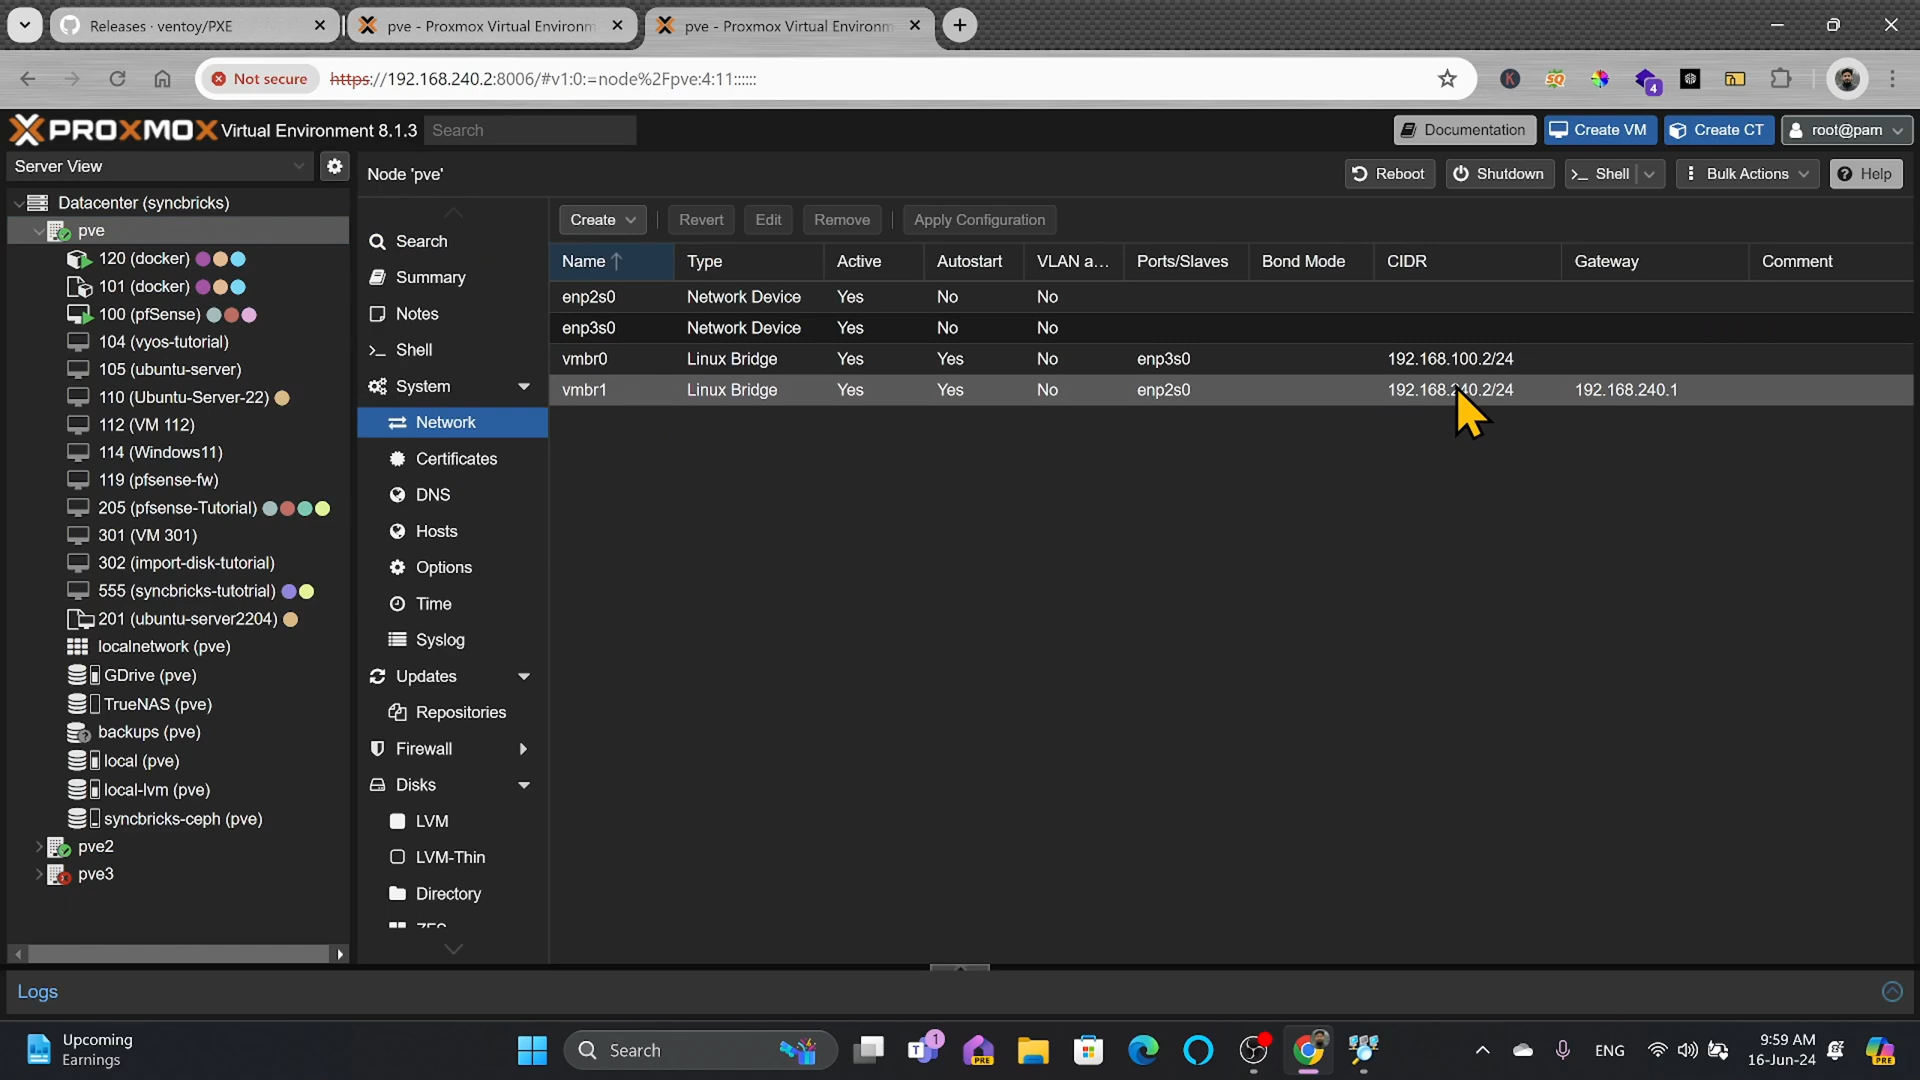 Releases · ventoy/PXE
pve - Proxmox Virtual Environm
pve - Proxmox Virtual Environm
Not secure
https://192.168.240.2:8006/#v1:0:=node%2Fpve:4:11::::::
4
PROXMOX Virtual Environment 8.1.3
Search
Documentation
Create VM
Create CT
root@pam
Server View
Node 'pve'
Reboot
Shutdown
Shell
Bulk Actions
Help
Datacenter (syncbricks)
pve
120 (docker)
101 (docker)
100 (pfSense)
104 (vyos-tutorial)
105 (ubuntu-server)
110 (Ubuntu-Server-22)
112 (VM 112)
114 (Windows11)
119 (pfsense-fw)
205 (pfsense-Tutorial)
301 (VM 301)
302 (import-disk-tutorial)
555 (syncbricks-tutotrial)
201 (ubuntu-server2204)
localnetwork (pve)
GDrive (pve)
TrueNAS (pve)
backups (pve)
local (pve)
local-lvm (pve)
syncbricks-ceph (pve)
pve2
pve3
Search
Summary
Notes
Shell
System
Network
Certificates
DNS
Hosts
Options
Time
Syslog
Updates
Repositories
Firewall
Disks
LVM
LVM-Thin
Directory
ZFS
Create
Revert
Edit
Remove
Apply Configuration
Name Type Active Autostart VLAN a... Ports/Slaves Bond Mode CIDR Gateway Comment
enp2s0 Network Device Yes No No
enp3s0 Network Device Yes No No
vmbr0 Linux Bridge Yes Yes No enp3s0 192.168.100.2/24
vmbr1 Linux Bridge Yes Yes No enp2s0 192.168.240.2/24 192.168.240.1
Logs
Upcoming
Earnings
Search
1
PRE
ENG
9:59 AM
16-Jun-24
PRE